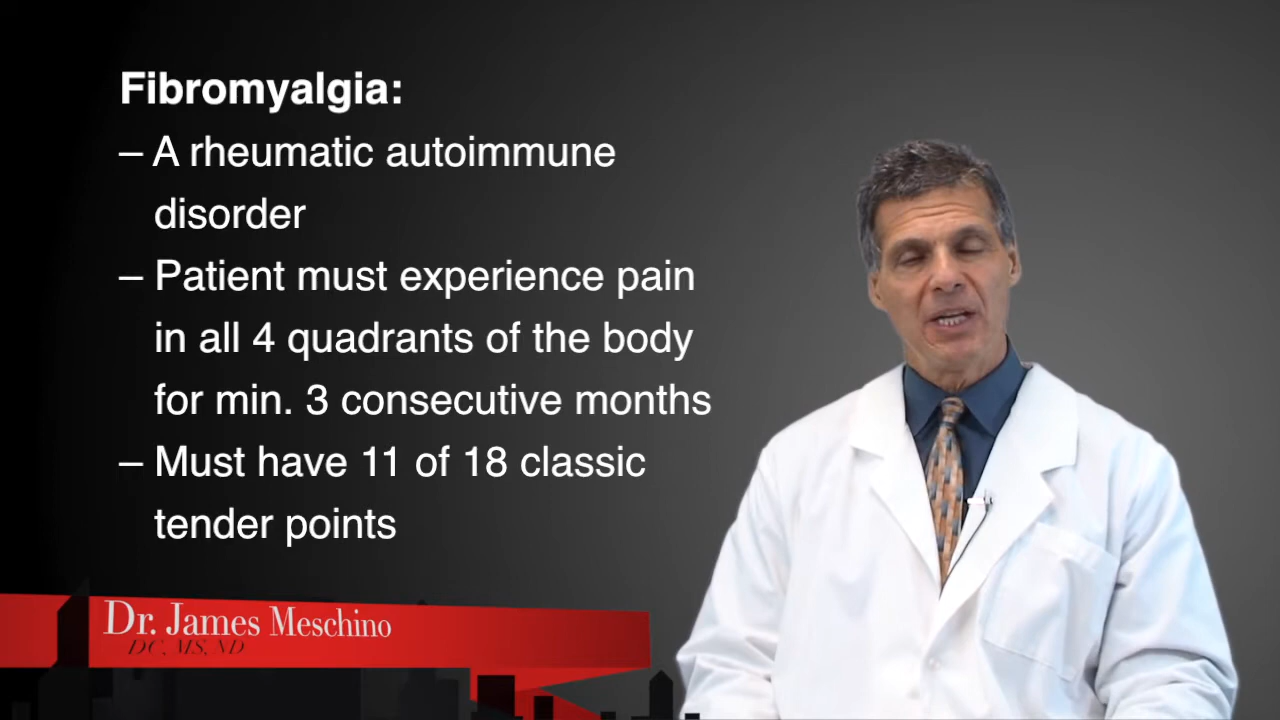 Fibromyalgia:
– A rheumatic autoimmune
disorder
– Patient must experience pain
in all 4 quadrants of the body
for min. 3 consecutive months
– Must have 11 of 18 classic
tender points
Dr. James Meschino
DC, MS, ND